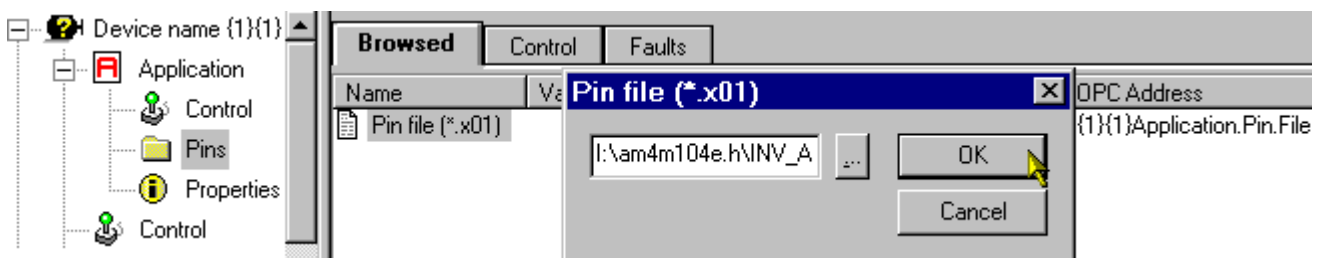 Device name {1}{1}
Application
Control
Pins
Properties
Control
Browsed Control Faults
Name Va OPC Address
Pin file (*.x01) {1}{1}Application.Pin.File
Pin file (*.x01)
I:\am4m104e.h\INV_A ... OK
Cancel